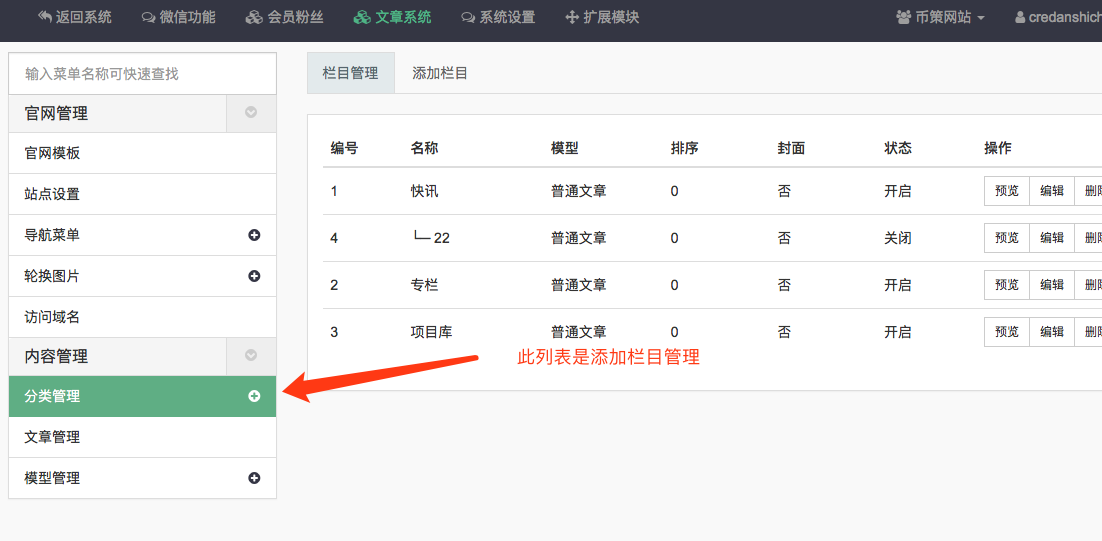 返回系统 微信功能 会员粉丝 文章系统 系统设置 扩展模块 币策网站 credanshich
输入菜单名称可快速查找
官网管理
官网模板
站点设置
导航菜单
轮换图片
访问域名
内容管理
分类管理
文章管理
模型管理
栏目管理 添加栏目
编号 名称 模型 排序 封面 状态 操作
1 快讯 普通文章 0 否 开启 预览 编辑 删除
4 └─ 22 普通文章 0 否 关闭 预览 编辑 删除
2 专栏 普通文章 0 否 开启 预览 编辑 删除
3 项目库 普通文章 0 否 开启 预览 编辑 删除
此列表是添加栏目管理